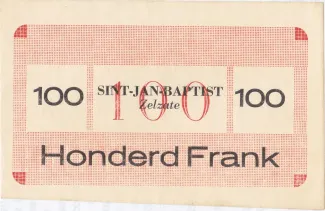 100 SINT-JAN-BAPTIST 100
100
Zelzate
Honderd Frank